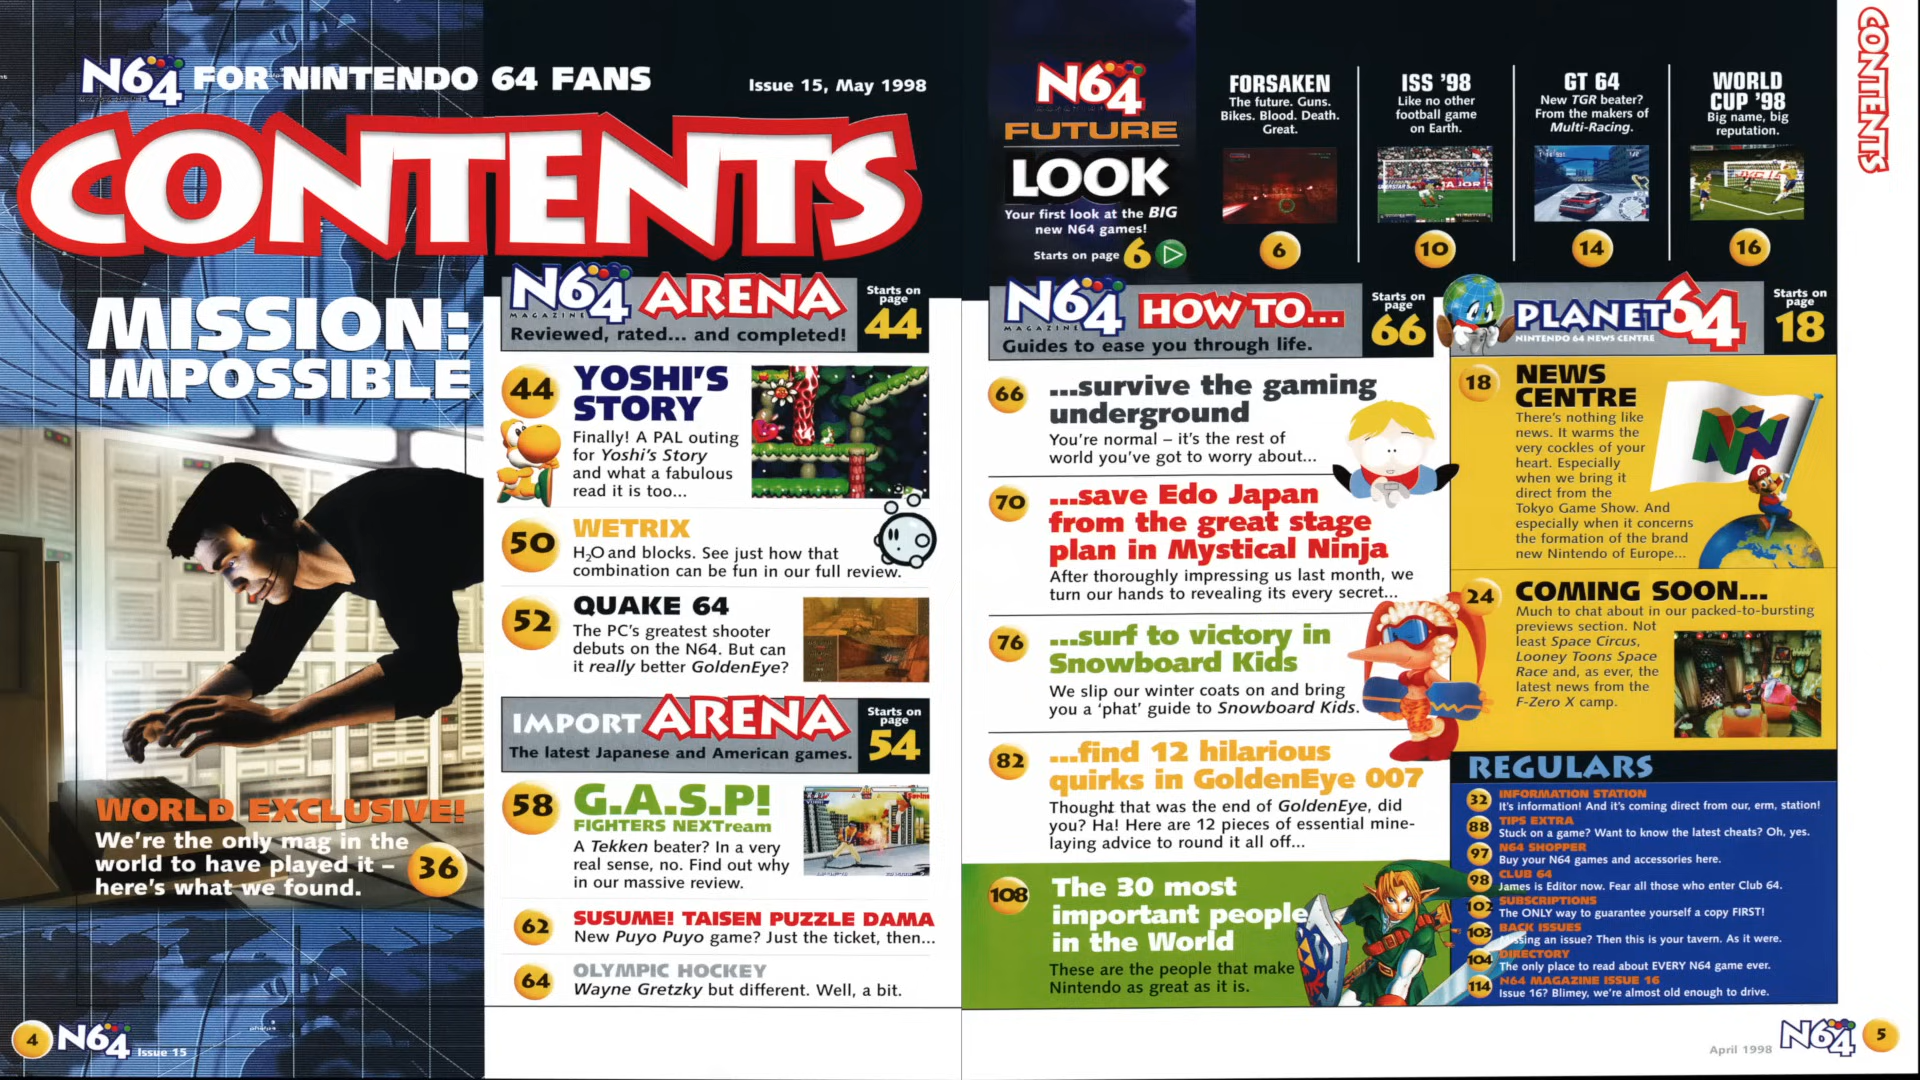 N64 FOR NINTENDO 64 FANS
Issue 15, May 1998
CONTENTS
MISSION:
IMPOSSIBLE
WORLD EXCLUSIVE!
We're the only mag in the
world to have played it –
here's what we found.
36
N64 ARENA
MAGAZINE
Reviewed, rated... and completed!
Starts on
page
44
44
YOSHI'S
STORY
Finally! A PAL outing
for Yoshi's Story
and what a fabulous
read it is too...
50
WETRIX
H2O and blocks. See just how that
combination can be fun in our full review.
52
QUAKE 64
The PC's greatest shooter
debuts on the N64. But can
it really better GoldenEye?
IMPORT ARENA
The latest Japanese and American games.
Starts on
page
54
58
G.A.S.P!
FIGHTERS NEXTream
A Tekken beater? In a very
real sense, no. Find out why
in our massive review.
62
SUSUME! TAISEN PUZZLE DAMA
New Puyo Puyo game? Just the ticket, then...
64
OLYMPIC HOCKEY
Wayne Gretzky but different. Well, a bit.
4 N64 Issue 15
N64
FUTURE
LOOK
Your first look at the BIG
new N64 games!
Starts on page 6
FORSAKEN
The future. Guns.
Bikes. Blood. Death.
Great.
6
ISS '98
Like no other
football game
on Earth.
10
GT 64
New TGR beater?
From the makers of
Multi-Racing.
14
WORLD
CUP '98
Big name, big
reputation.
16
CONTENTS
N64 HOW TO...
MAGAZINE
Guides to ease you through life.
Starts on
page
66
66
...survive the gaming
underground
You're normal – it's the rest of
world you've got to worry about...
70
...save Edo Japan
from the great stage
plan in Mystical Ninja
After thoroughly impressing us last month, we
turn our hands to revealing its every secret...
76
...surf to victory in
Snowboard Kids
We slip our winter coats on and bring
you a 'phat' guide to Snowboard Kids.
82
...find 12 hilarious
quirks in GoldenEye 007
Thought that was the end of GoldenEye, did
you? Ha! Here are 12 pieces of essential mine-
laying advice to round it all off...
108
The 30 most
important people
in the World
These are the people that make
Nintendo as great as it is.
PLANET 64
NINTENDO 64 NEWS CENTRE
Starts on
page
18
18
NEWS
CENTRE
There's nothing like
news. It warms the
very cockles of your
heart. Especially
when we bring it
direct from the
Tokyo Game Show. And
especially when it concerns
the formation of the brand
new Nintendo of Europe...
24
COMING SOON...
Much to chat about in our packed-to-bursting
previews section. Not
least Space Circus,
Looney Toons Space
Race and, as ever, the
latest news from the
F-Zero X camp.
REGULARS
32 INFORMATION STATION
It's information! And it's coming direct from our, erm, station!
88 TIPS EXTRA
Stuck on a game? Want to know the latest cheats? Oh, yes.
97 N64 SHOPPER
Buy your N64 games and accessories here.
98 CLUB 64
James is Editor now. Fear all those who enter Club 64.
102 SUBSCRIPTIONS
The ONLY way to guarantee yourself a copy FIRST!
103 BACK ISSUES
Missing an issue? Then this is your tavern. As it were.
104 DIRECTORY
The only place to read about EVERY N64 game ever.
114 N64 MAGAZINE ISSUE 16
Issue 16? Blimey, we're almost old enough to drive.
April 1998 N64 5